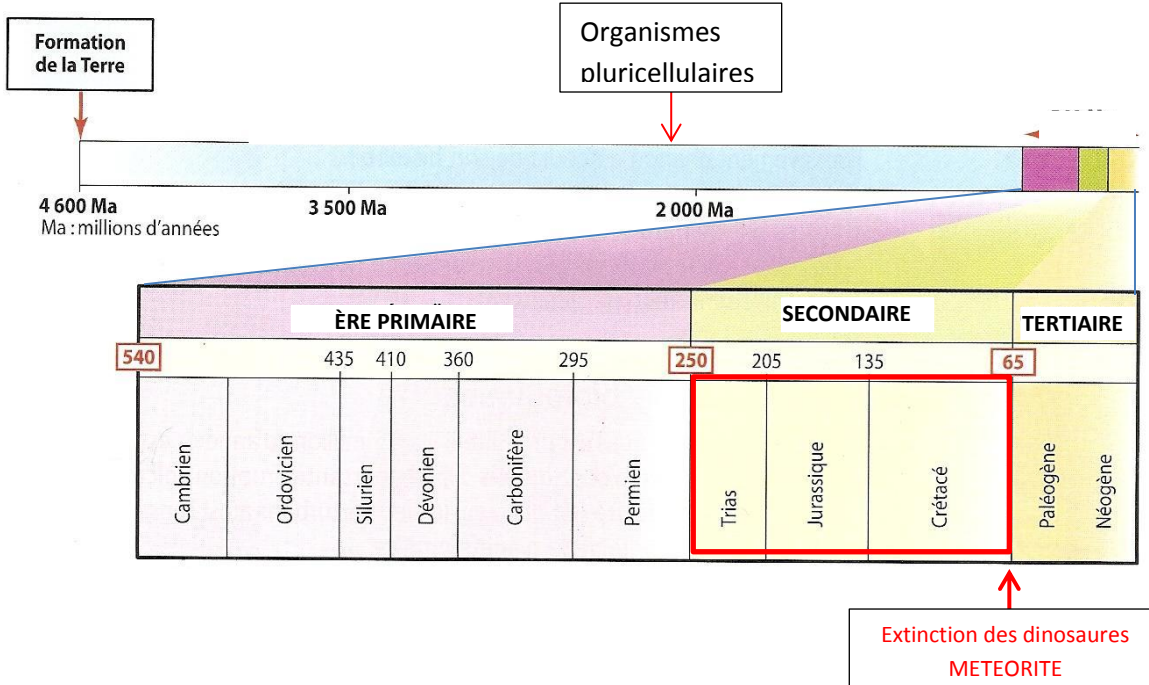 Formation
de la Terre
Organismes
pluricellulaires
4 600 Ma
3 500 Ma
2 000 Ma
Ma : millions d'années
ÈRE PRIMAIRE
SECONDAIRE
TERTIAIRE
540
435
410
360
295
250
205
135
65
Cambrien
Ordovicien
Silurien
Dévonien
Carbonifère
Permien
Trias
Jurassique
Crétacé
Paléogène
Néogène
Extinction des dinosaures
METEORITE